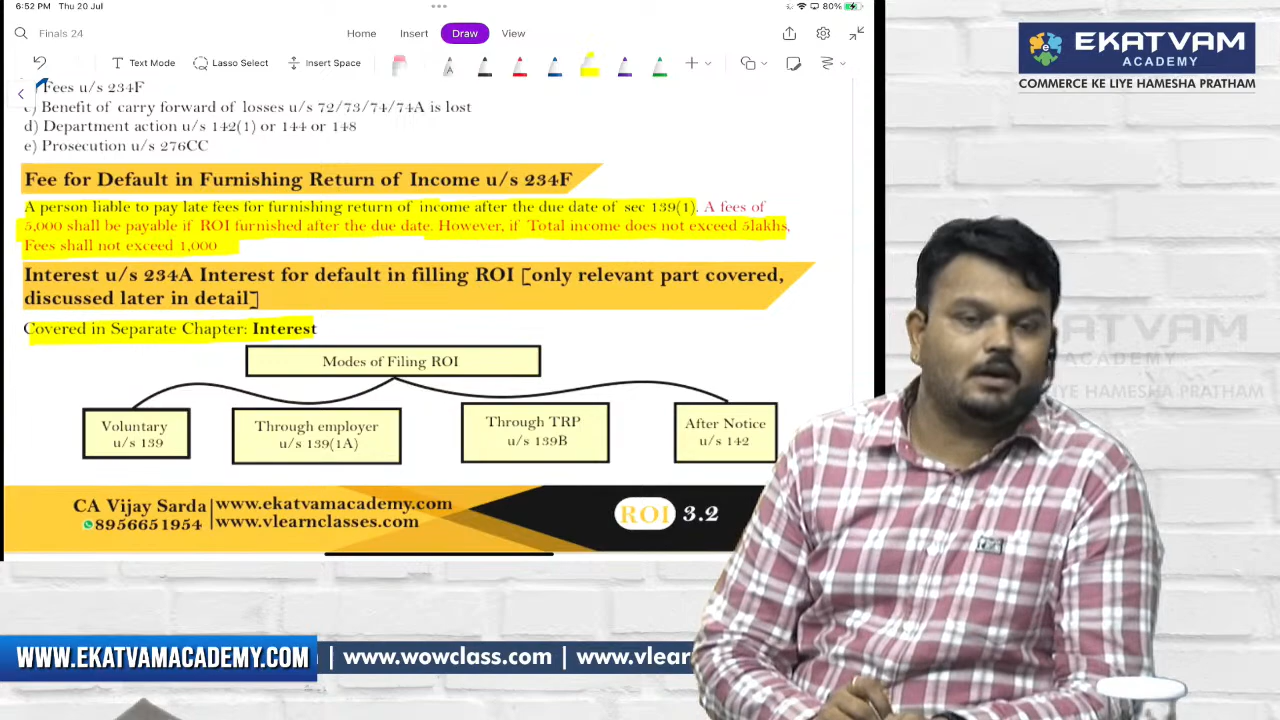 6:52 PM Thu 20 Jul
80%
Finals 24
Home Insert Draw View
Text Mode Lasso Select Insert Space
Fees u/s 234F
c) Benefit of carry forward of losses u/s 72/73/74/74A is lost
d) Department action u/s 142(1) or 144 or 148
e) Prosecution u/s 276CC
Fee for Default in Furnishing Return of Income u/s 234F
A person liable to pay late fees for furnishing return of income after the due date of sec 139(1). A fees of
5,000 shall be payable if ROI furnished after the due date. However, if Total income does not exceed 5lakhs,
Fees shall not exceed 1,000
Interest u/s 234A Interest for default in filling ROI [only relevant part covered,
discussed later in detail]
Covered in Separate Chapter: Interest
Modes of Filing ROI
Voluntary
u/s 139
Through employer
u/s 139(1A)
Through TRP
u/s 139B
After Notice
u/s 142
CA Vijay Sarda
8956651954
www.ekatvamacademy.com
www.vlearnclasses.com
ROI 3.2
EKATVAM
ACADEMY
COMMERCE KE LIYE HAMESHA PRATHAM
EKATVAM
ACADEMY
LIYE HAMESHA PRATHAM
WWW.EKATVAMACADEMY.COM
| www.wowclass.com | www.vlear